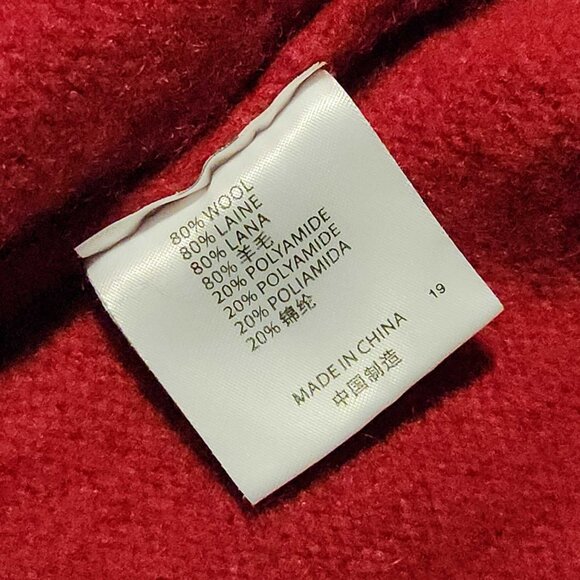 80% WOOL
80% LAINE
80% LANA
80% 羊毛
20% POLYAMIDE
20% POLYAMIDE
20% POLIAMIDA
20% 锦纶
19
MADE IN CHINA
中国制造